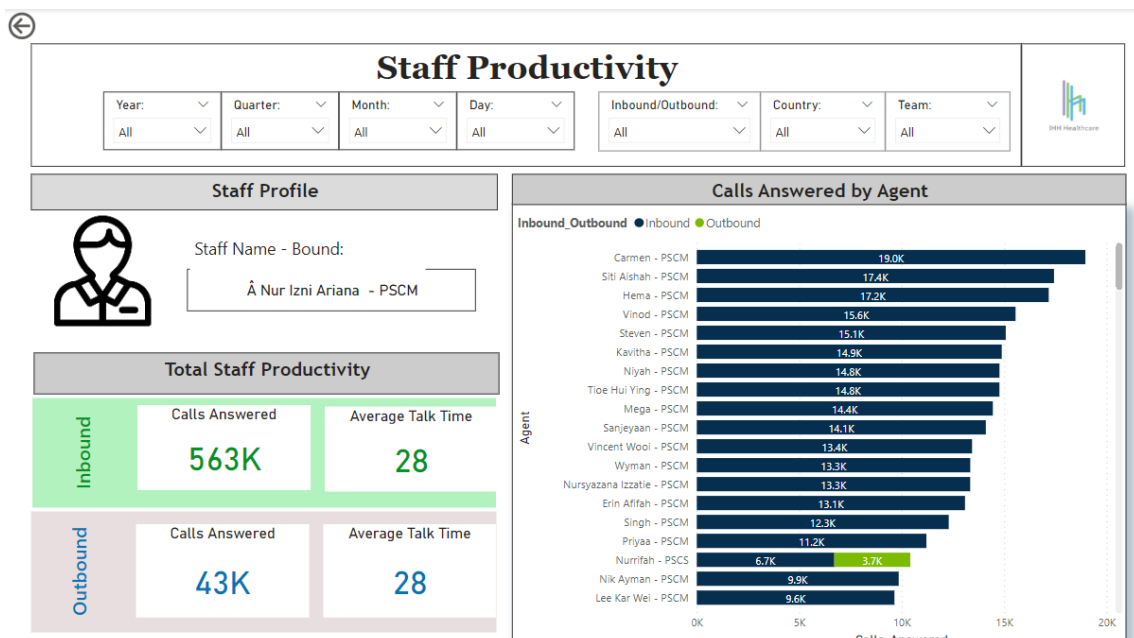 Staff Productivity
Year:
All
Quarter:
All
Month:
All
Day:
All
Inbound/Outbound:
All
Country:
All
Team:
All
IHH Healthcare
Staff Profile
Staff Name - Bound:
Â Nur Izni Ariana - PSCM
Total Staff Productivity
Inbound
Calls Answered
563K
Average Talk Time
28
Outbound
Calls Answered
43K
Average Talk Time
28
Calls Answered by Agent
Inbound_Outbound Inbound Outbound
Agent
Carmen - PSCM 19.0K
Siti Aishah - PSCM 17.4K
Hema - PSCM 17.2K
Vinod - PSCM 15.6K
Steven - PSCM 15.1K
Kavitha - PSCM 14.9K
Niyah - PSCM 14.8K
Tioe Hui Ying - PSCM 14.8K
Mega - PSCM 14.4K
Sanjeyaan - PSCM 14.1K
Vincent Wooi - PSCM 13.4K
Wyman - PSCM 13.3K
Nursyazana Izzatie - PSCM 13.3K
Erin Afifah - PSCM 13.1K
Singh - PSCM 12.3K
Priyaa - PSCM 11.2K
Nurrifah - PSCS 6.7K 3.7K
Nik Ayman - PSCM 9.9K
Lee Kar Wei - PSCM 9.6K
0K 5K 10K 15K 20K
Calls_Answered